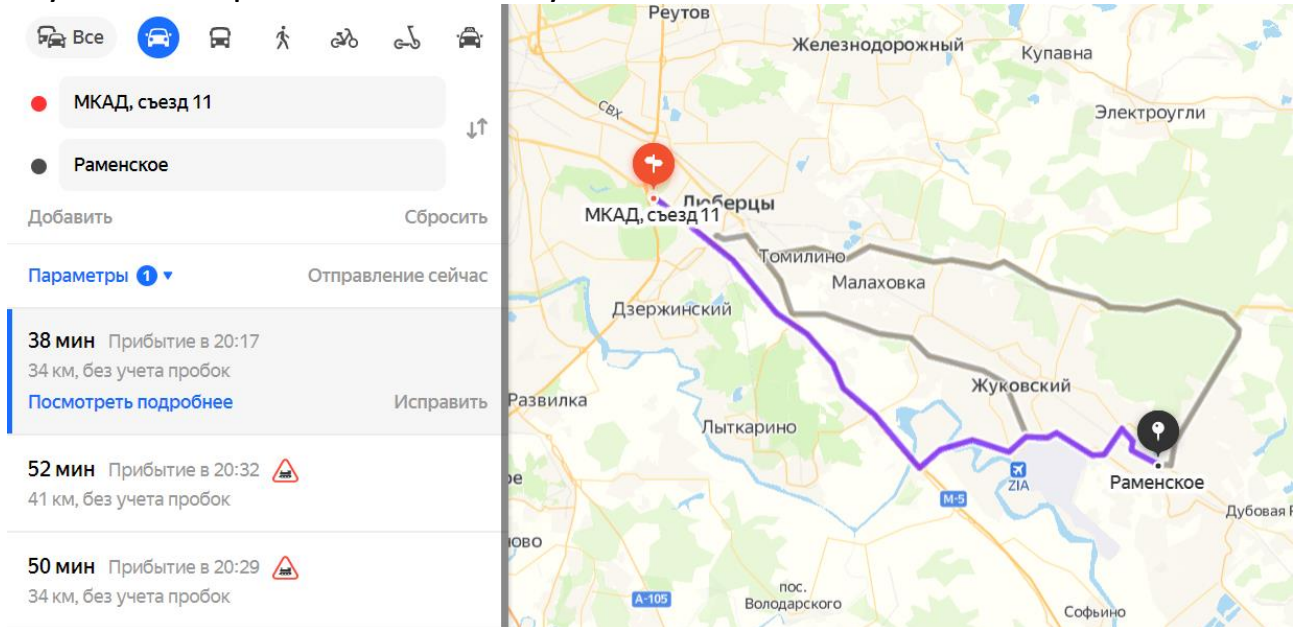 Все
МКАД, съезд 11
Раменское
Добавить
Сбросить
Параметры 1
Отправление сейчас
38 мин Прибытие в 20:17
34 км, без учета пробок
Посмотреть подробнее
Исправить
52 мин Прибытие в 20:32
41 км, без учета пробок
50 мин Прибытие в 20:29
34 км, без учета пробок
Реутов
Железнодорожный
Купавна
СВХ
Электроугли
Люберцы
МКАД, съезд 11
Томилино
Малаховка
Дзержинский
Жуковский
Развилка
Лыткарино
ZIA
Раменское
М-5
Дубовая
А-105
пос.
Володарского
Софьино